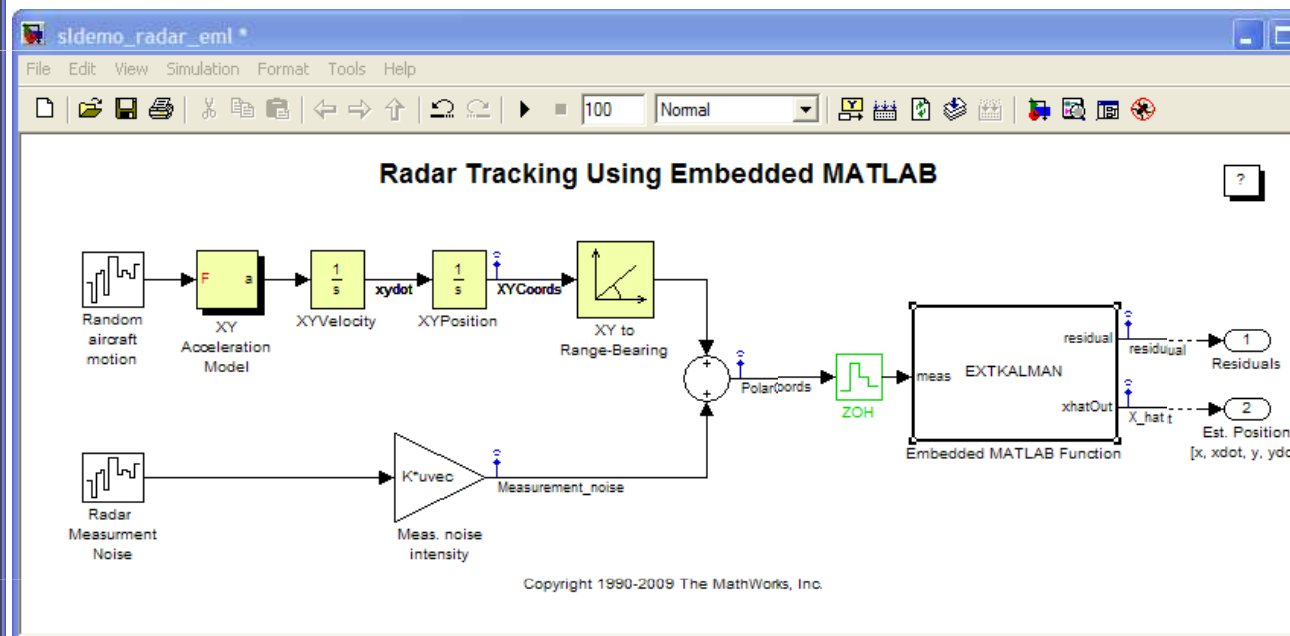 sldemo_radar_eml *
File Edit View Simulation Format Tools Help
100 Normal
Radar Tracking Using Embedded MATLAB
?
Random
aircraft
motion
F a
XY
Acceleration
Model
1
s
XYVelocity
xydot
1
s
XYPosition
XYCoords
XY to
Range-Bearing
+
+
ZOH
meas EXTKALMAN
residual
xhatOut
Embedded MATLAB Function
residuual
X_hat t
1
Residuals
2
Est. Position
[x, xdot, y,
Radar
Measurment
Noise
K*uvec
Meas. noise
intensity
Measurement_noise
Copyright 1990-2009 The MathWorks, Inc.